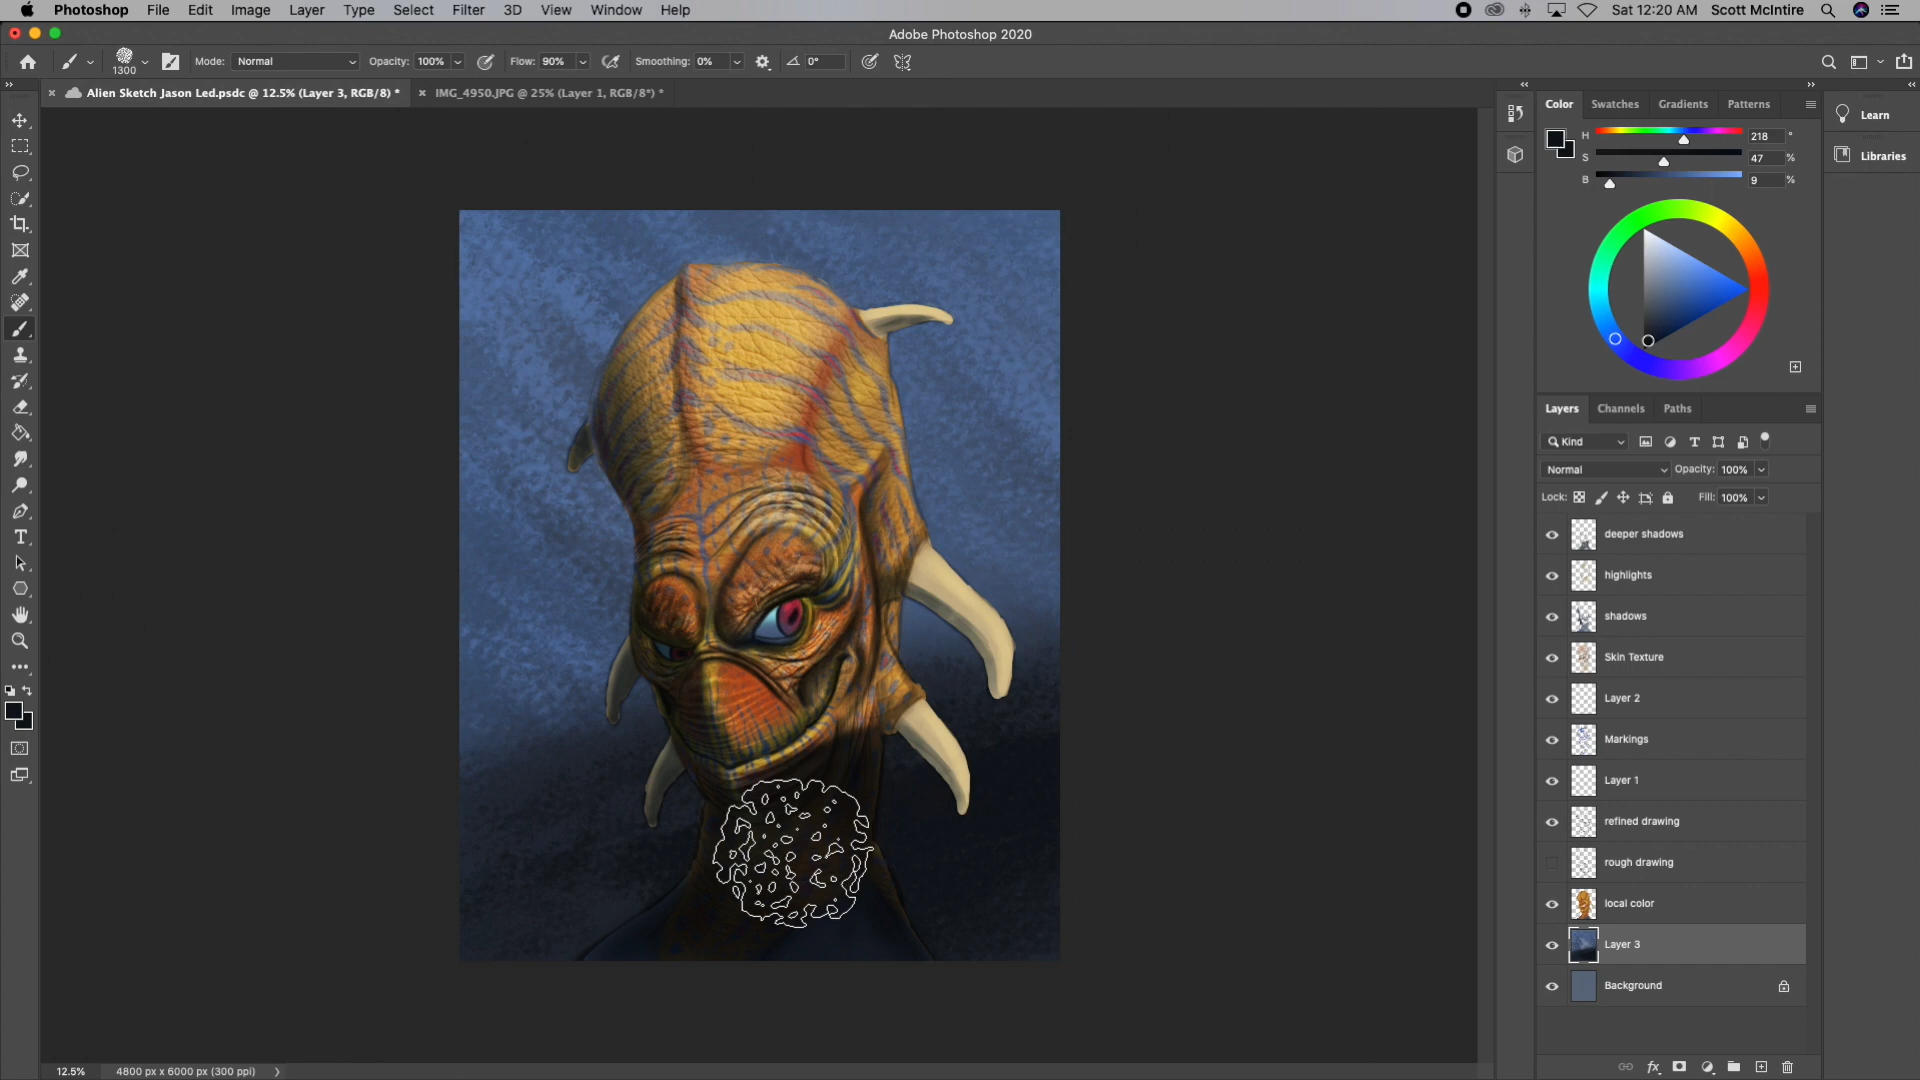 Photoshop File Edit Image Layer Type Select Filter 3D View Window Help Sat 12:20 AM Scott McIntire
Adobe Photoshop 2020
1300 Mode: Normal Opacity: 100% Flow: 90% Smoothing: 0% 0°
Alien Sketch Jason Led.psdc @ 12.5% (Layer 3, RGB/8) * IMG_4950.JPG @ 25% (Layer 1, RGB/8*) *
Color Swatches Gradients Patterns
Learn
H 218 °
S 47 %
B 9 %
Libraries
Layers Channels Paths
Kind
Normal Opacity: 100%
Lock: Fill: 100%
deeper shadows
highlights
shadows
Skin Texture
Layer 2
Markings
Layer 1
refined drawing
rough drawing
local color
Layer 3
Background
12.5% 4800 px x 6000 px (300 ppi)